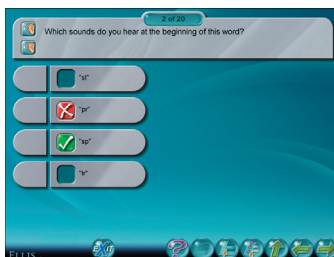 2 of 20
Which sounds do you hear at the beginning of this word?
"st"
"pr"
"sp"
"tr"
EXIT
ELLIS